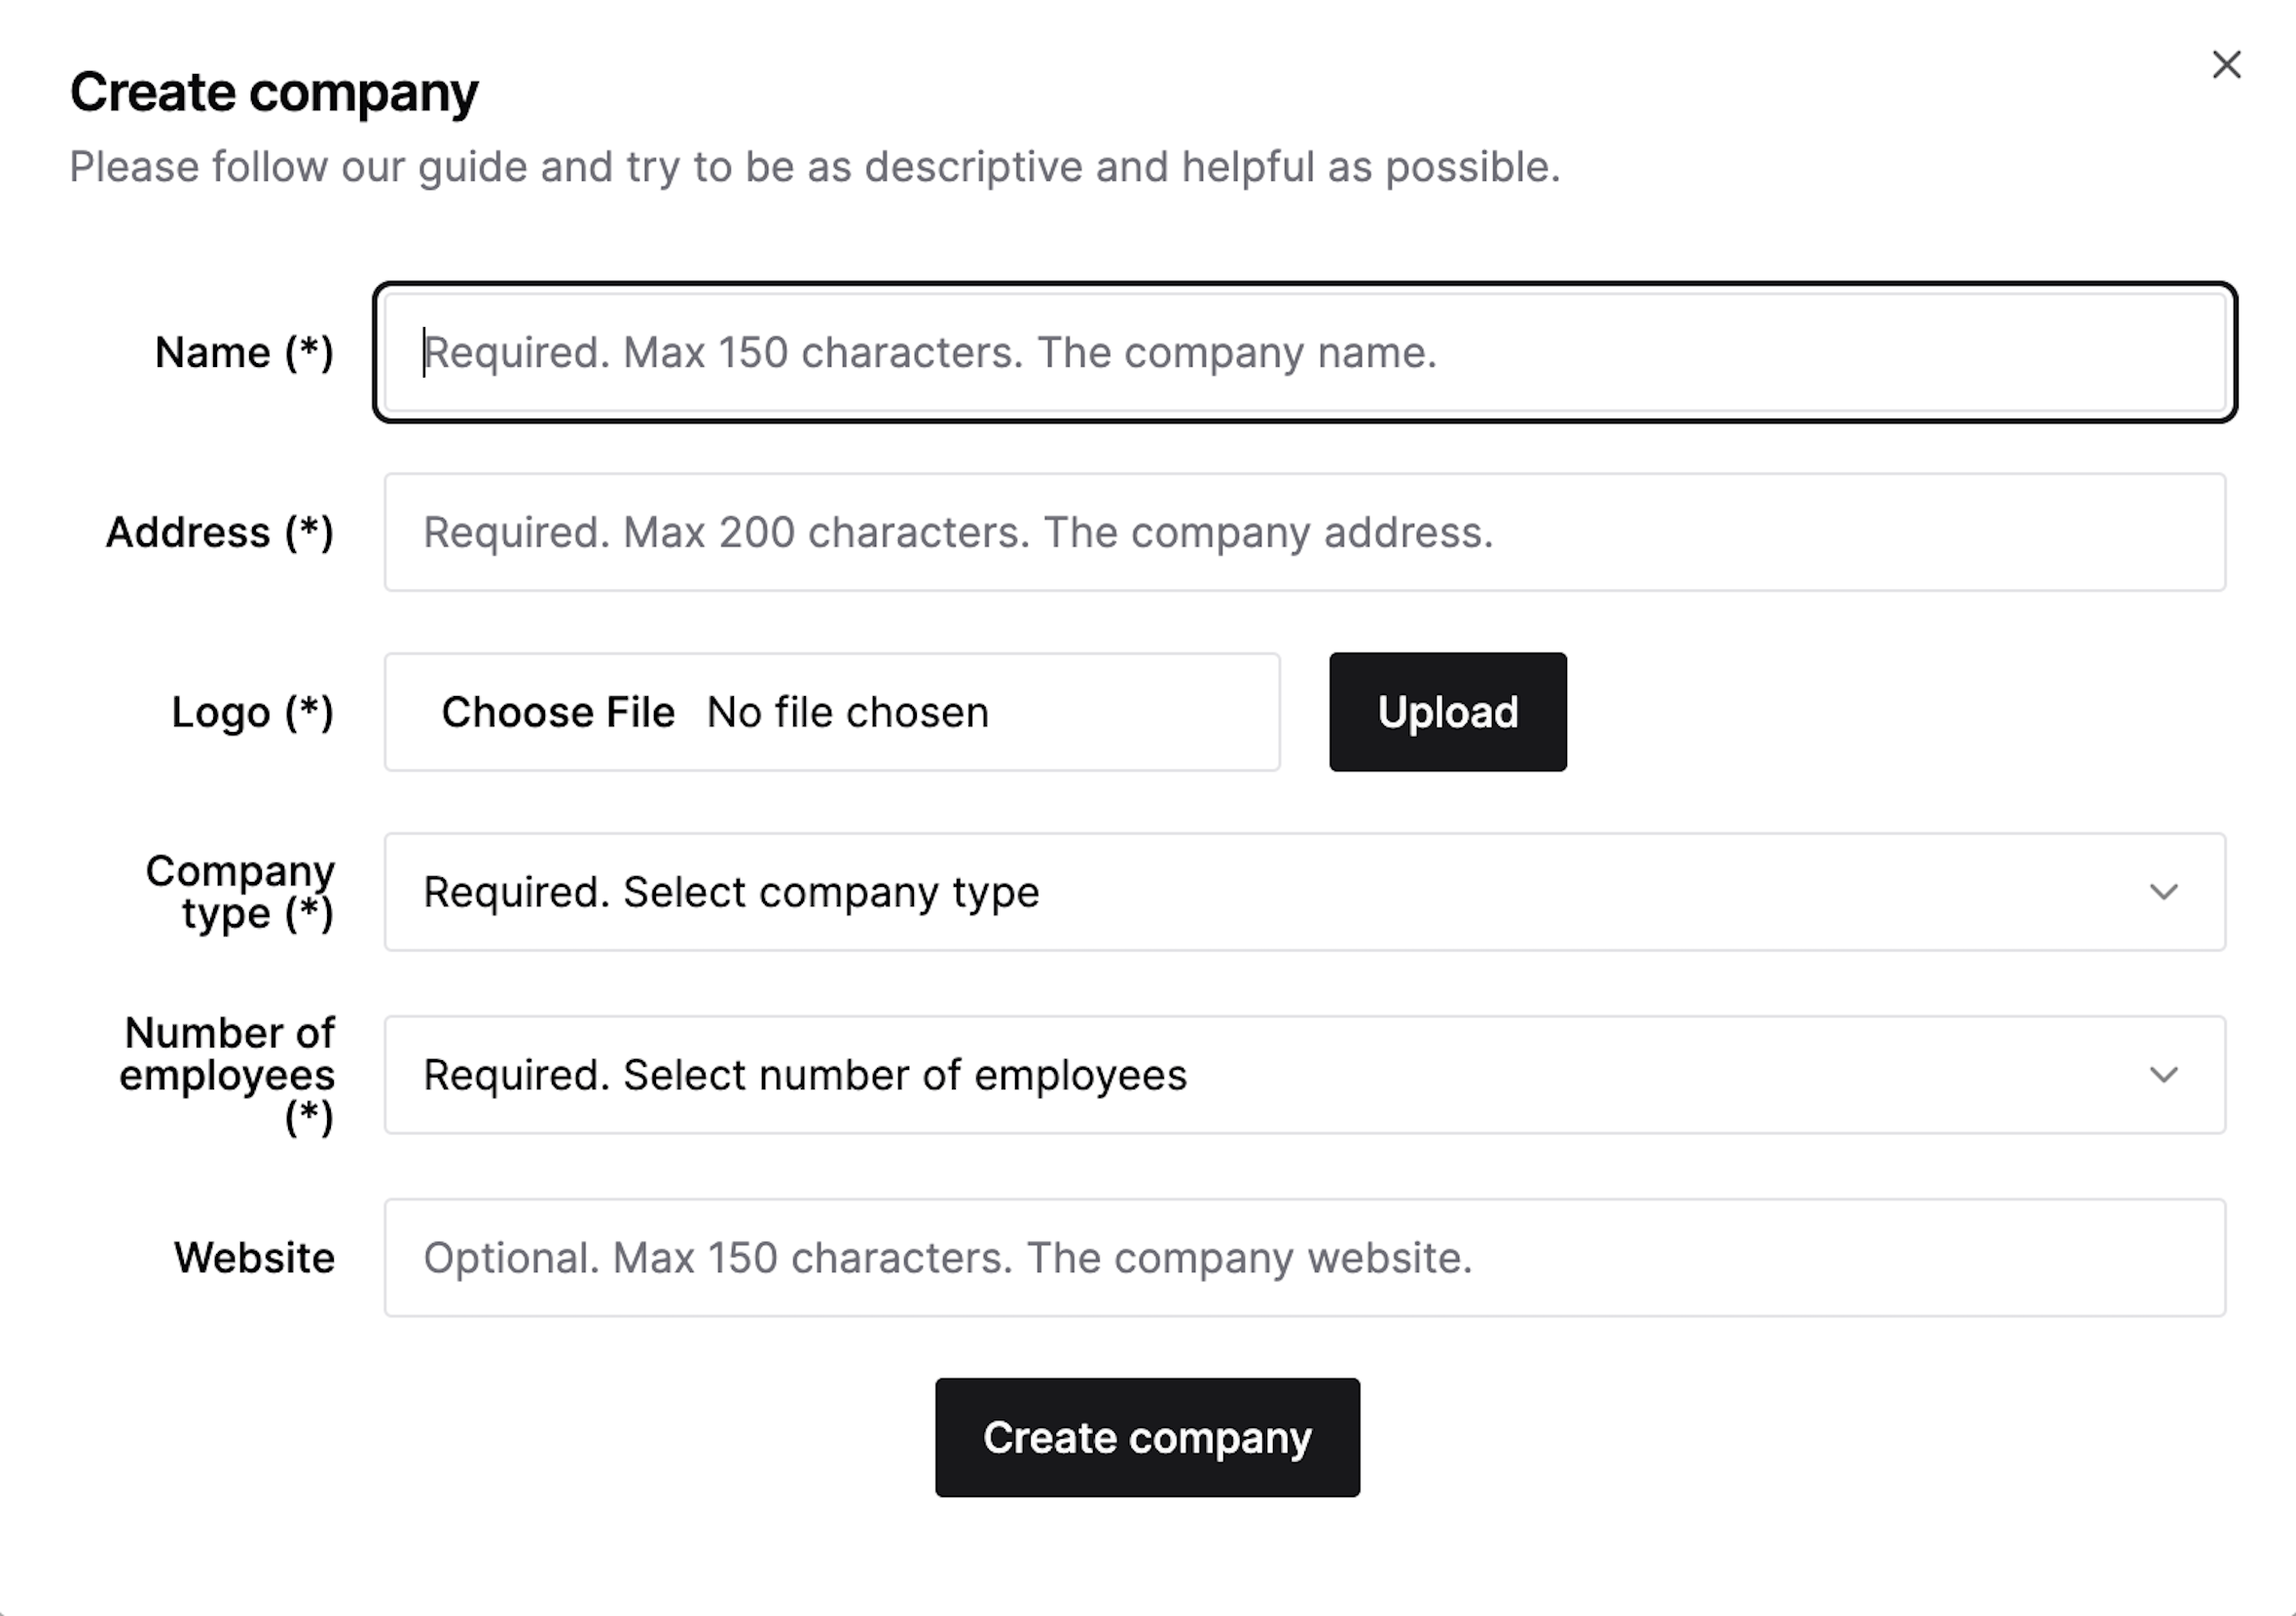 Create company
Please follow our guide and try to be as descriptive and helpful as possible.
Name (*)
Required. Max 150 characters. The company name.
Address (*)
Required. Max 200 characters. The company address.
Logo (*)
Choose File No file chosen
Upload
Company
type (*)
Required. Select company type
Number of
employees
(*)
Required. Select number of employees
Website
Optional. Max 150 characters. The company website.
Create company